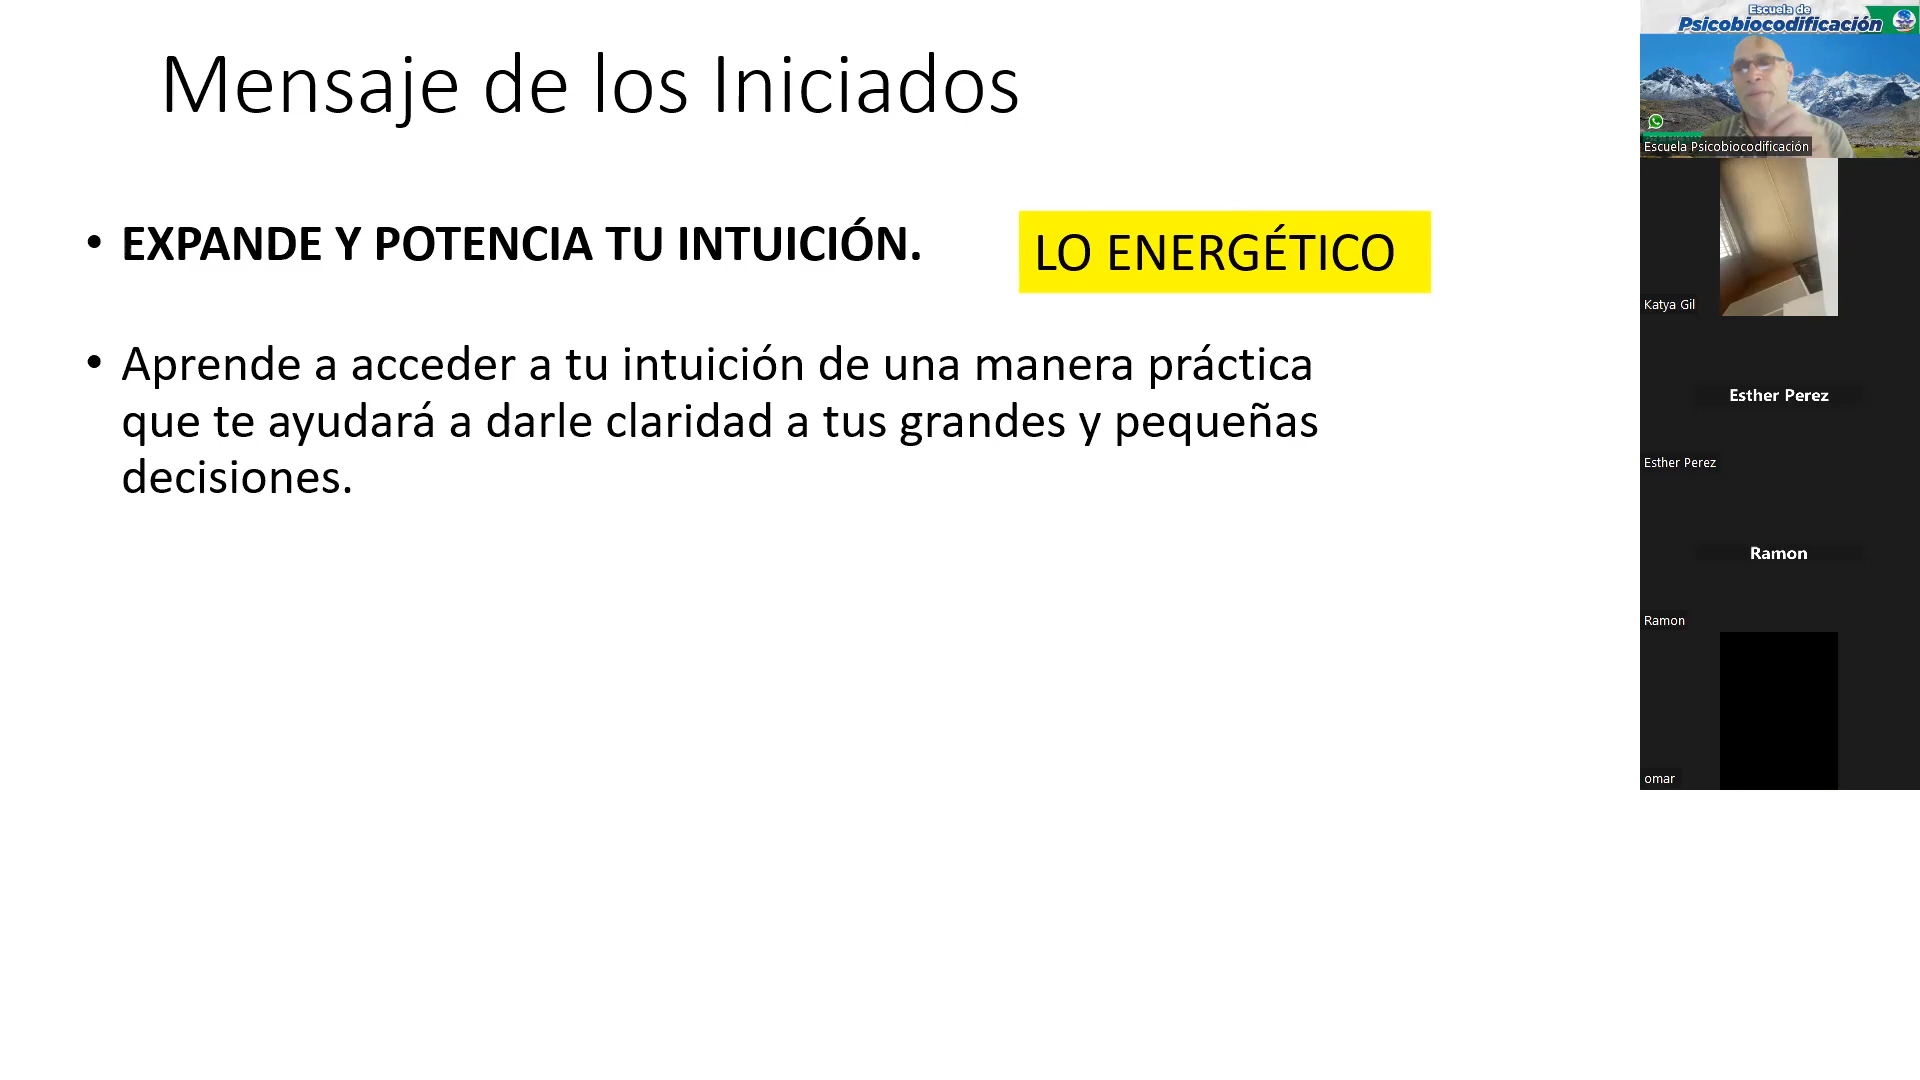 Mensaje de los Iniciados
• EXPANDE Y POTENCIA TU INTUICIÓN.
LO ENERGÉTICO
• Aprende a acceder a tu intuición de una manera práctica
que te ayudará a darle claridad a tus grandes y pequeñas
decisiones.
Escuela de
Psicobiocodificación
Escuela Psicobiocodificación
Katya Gil
Esther Perez
Esther Perez
Ramon
Ramon
omar